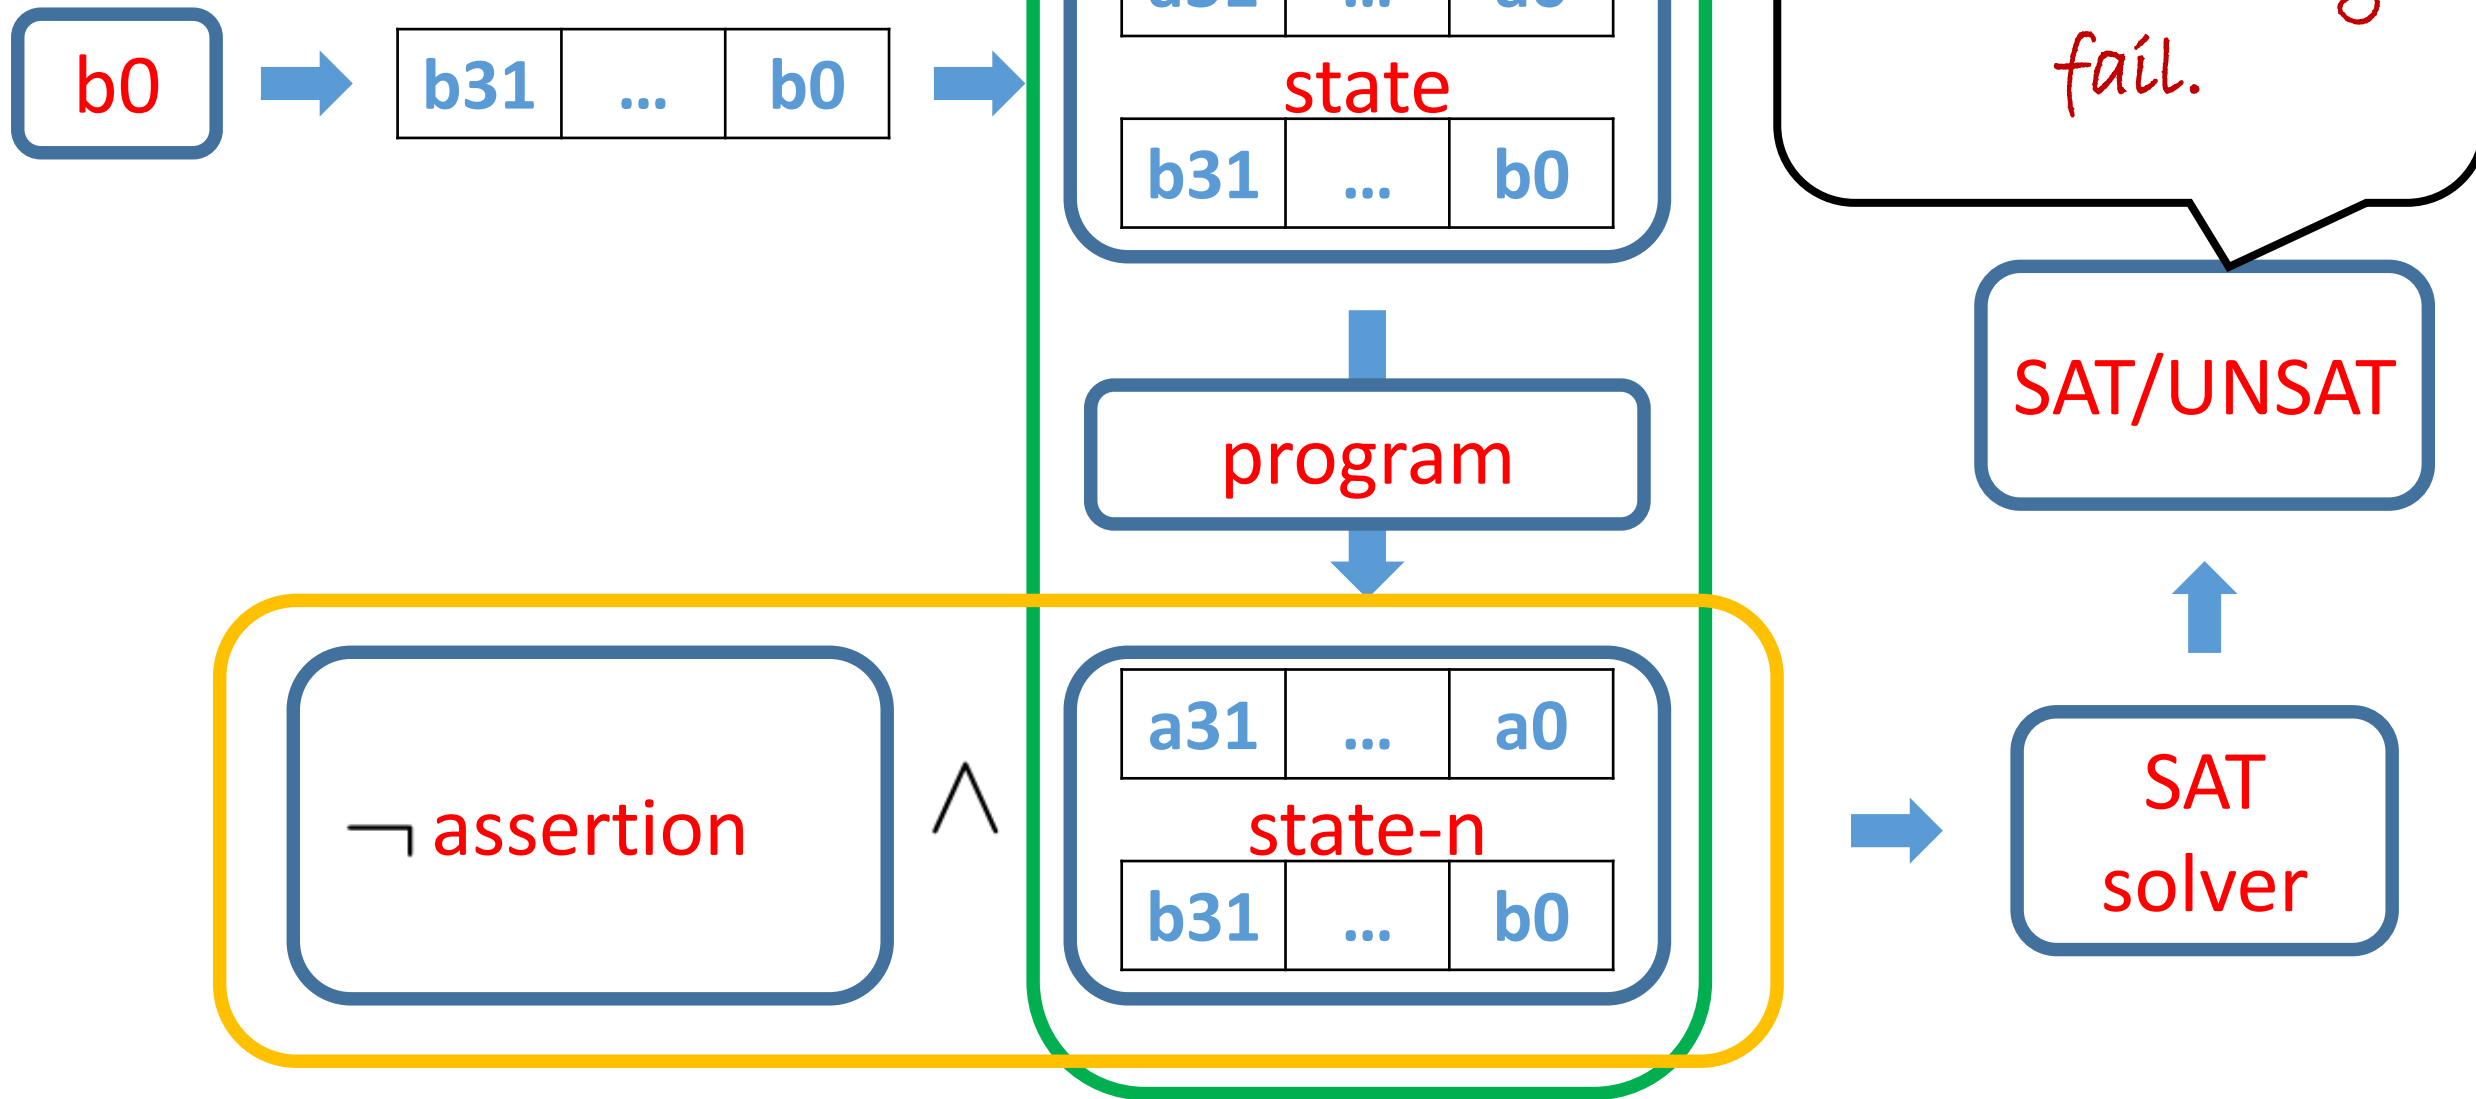 b0
b31 ... b0
state
b31 ... b0
fail.
program
SAT/UNSAT
¬ assertion
∧
a31 ... a0
state-n
b31 ... b0
SAT
solver